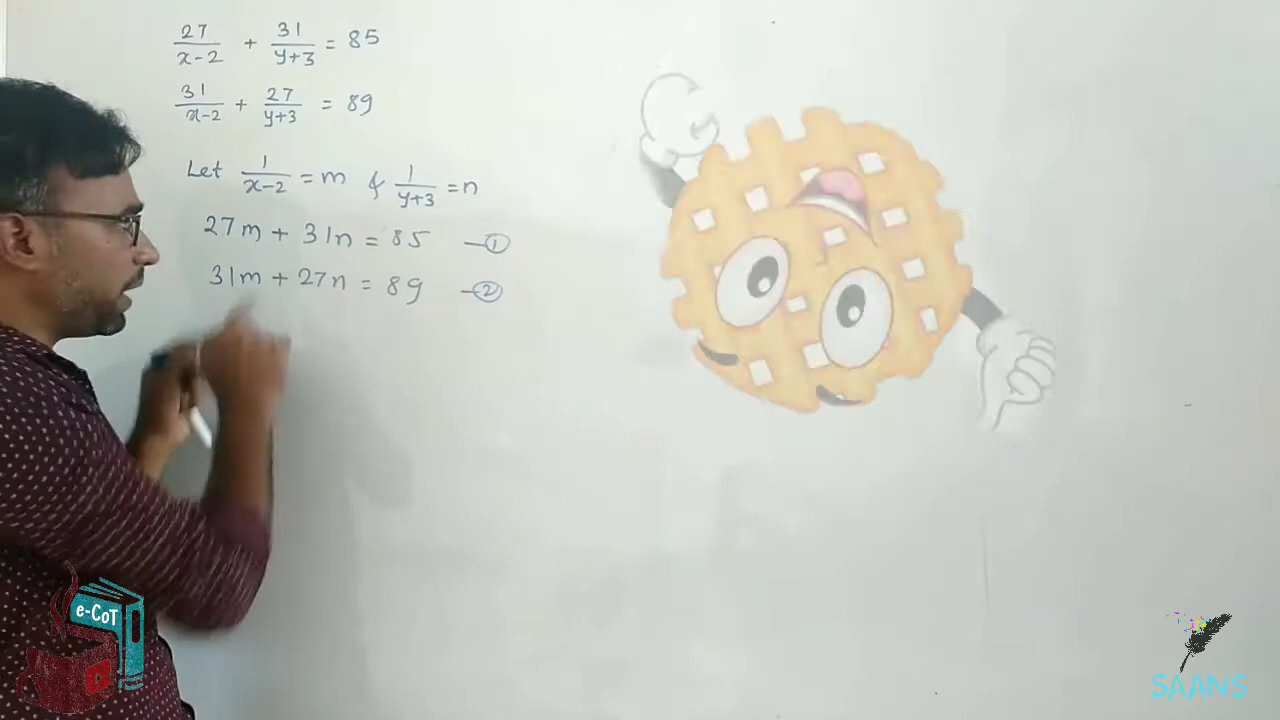 27/(x-2) + 31/(y+3) = 85
31/(x-2) + 27/(y+3) = 89
Let 1/(x-2) = m & 1/(y+3) = n
27m + 31n = 85 —①
31m + 27n = 89 —②
e-CoT
SAANS